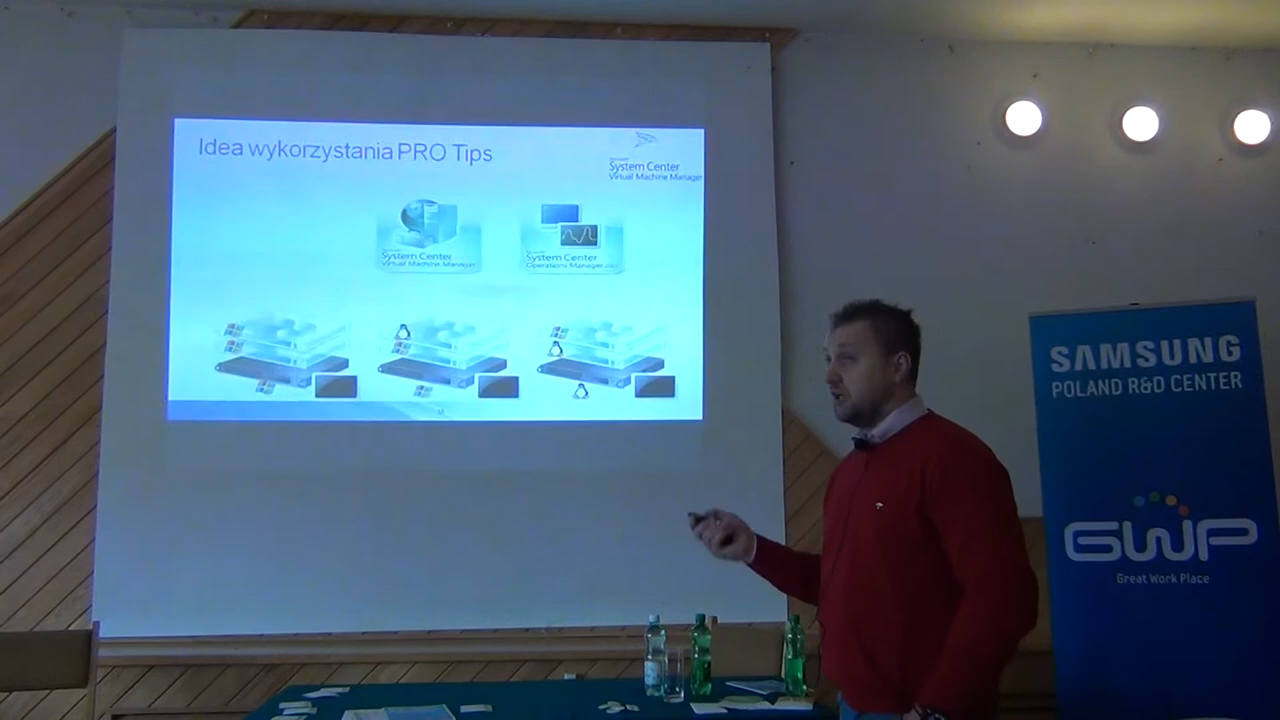 Idea wykorzystania PRO Tips
System Center
Virtual Machine Manager
System Center
Virtual Machine Manager
System Center
Operations Manager
SAMSUNG
POLAND R&D CENTER
GWP
Great Work Place